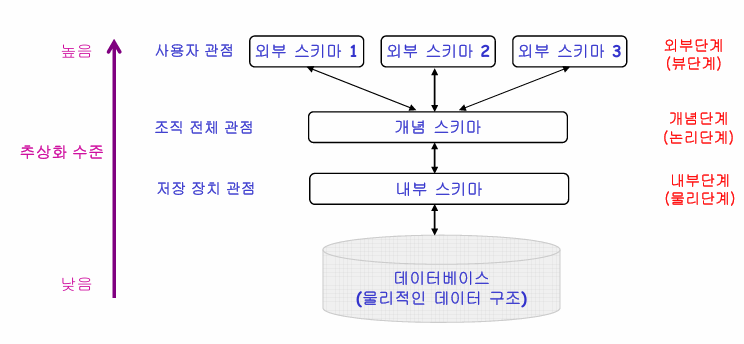 높음
사용자 관점
외부 스키마 1
외부 스키마 2
외부 스키마 3
외부단계
(뷰단계)
조직 전체 관점
개념 스키마
개념단계
(논리단계)
추상화 수준
저장 장치 관점
내부 스키마
내부단계
(물리단계)
낮음
데이터베이스
(물리적인 데이터 구조)